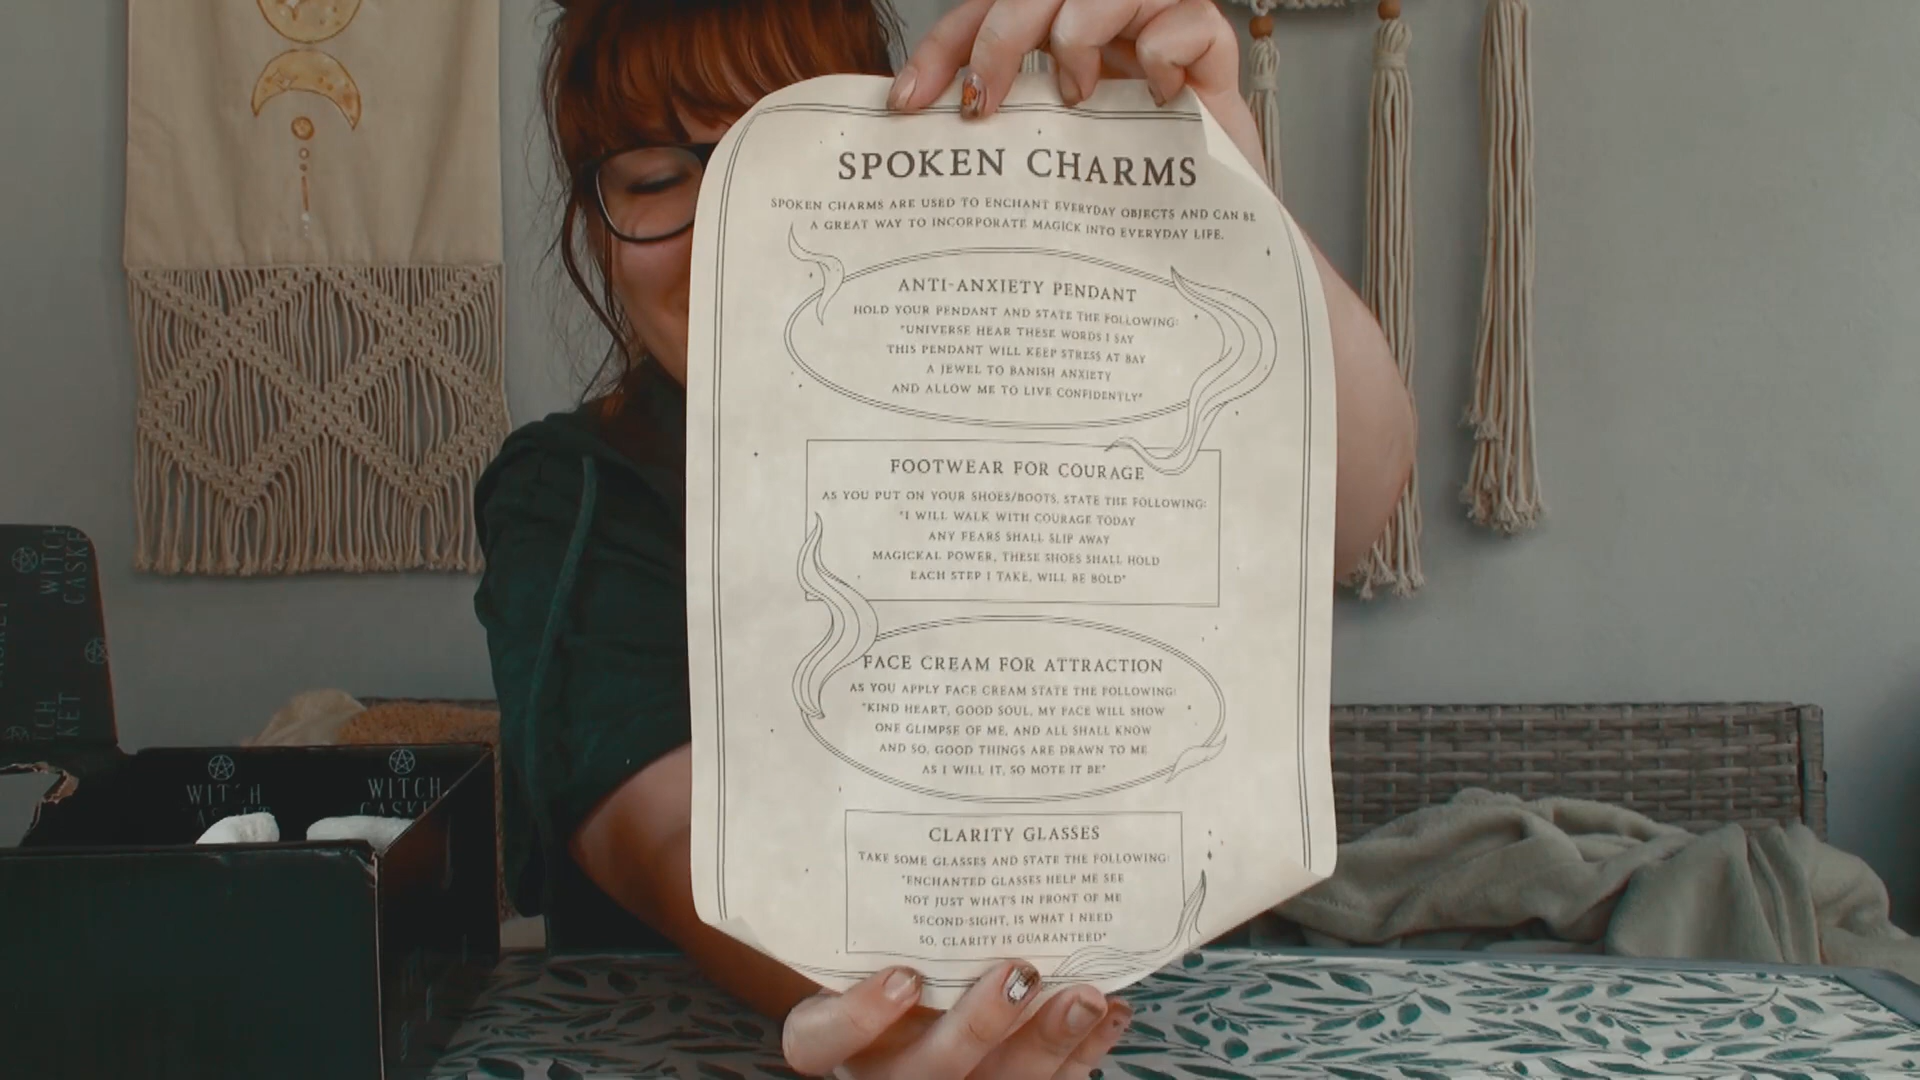 SPOKEN CHARMS
SPOKEN CHARMS ARE USED TO ENCHANT EVERYDAY OBJECTS AND CAN BE
A GREAT WAY TO INCORPORATE MAGICK INTO EVERYDAY LIFE.
ANTI-ANXIETY PENDANT
HOLD YOUR PENDANT AND STATE THE FOLLOWING:
"UNIVERSE HEAR THESE WORDS I SAY
THIS PENDANT WILL KEEP STRESS AT BAY
A JEWEL TO BANISH ANXIETY
AND ALLOW ME TO LIVE CONFIDENTLY"
FOOTWEAR FOR COURAGE
AS YOU PUT ON YOUR SHOES/BOOTS, STATE THE FOLLOWING:
"I WILL WALK WITH COURAGE TODAY
ANY FEARS SHALL SLIP AWAY
MAGICKAL POWER, THESE SHOES SHALL HOLD
EACH STEP I TAKE, WILL BE BOLD"
FACE CREAM FOR ATTRACTION
AS YOU APPLY FACE CREAM STATE THE FOLLOWING:
"KIND HEART, GOOD SOUL, MY FACE WILL SHOW
ONE GLIMPSE OF ME, AND ALL SHALL KNOW
AND SO, GOOD THINGS ARE DRAWN TO ME
AS I WILL IT, SO MOTE IT BE"
CLARITY GLASSES
TAKE SOME GLASSES AND STATE THE FOLLOWING:
"ENCHANTED GLASSES HELP ME SEE
NOT JUST WHAT'S IN FRONT OF ME
SECOND-SIGHT, IS WHAT I NEED
SO, CLARITY IS GUARANTEED"
WITCH
CASKET
WITCH